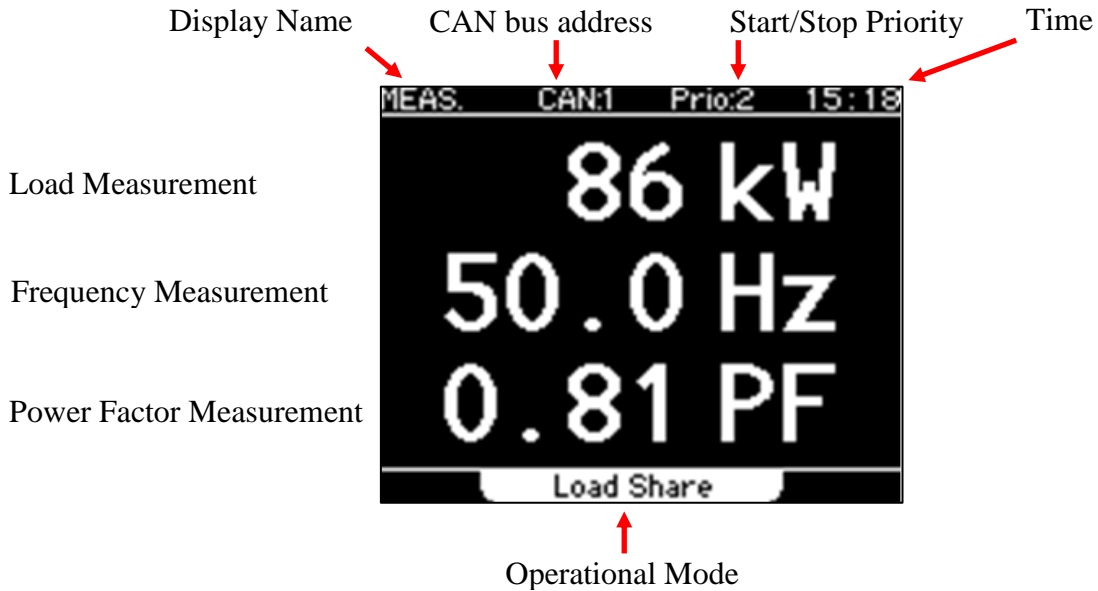 Display Name CAN bus address Start/Stop Priority Time
MEAS. CAN:1 Prio:2 15:18
Load Measurement 86 kW
Frequency Measurement 50.0 Hz
Power Factor Measurement 0.81 PF
Load Share
Operational Mode